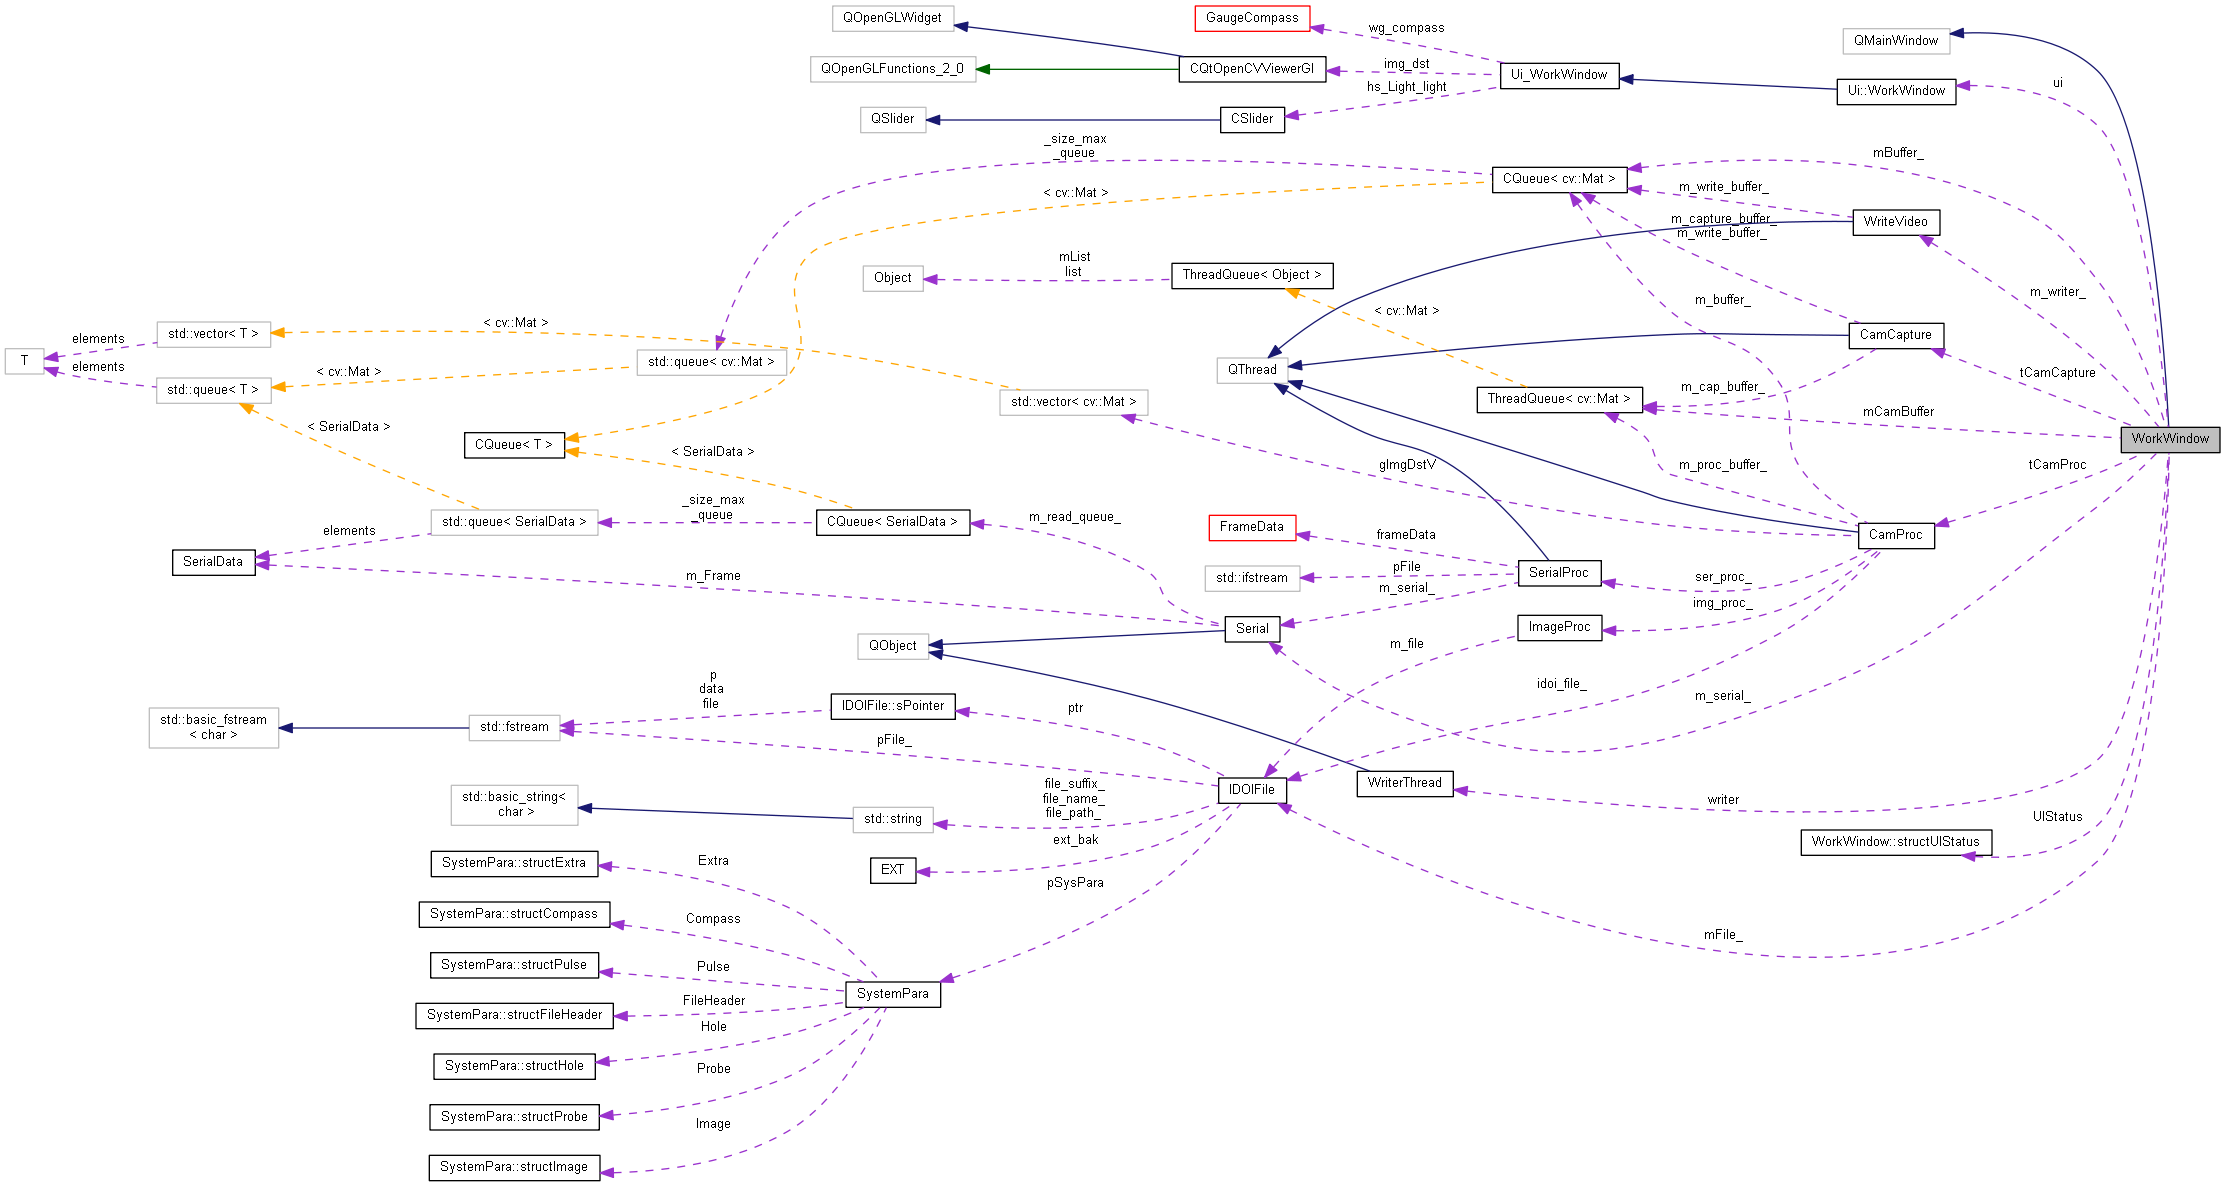 QOpenGLWidget
GaugeCompass
wg_compass
QMainWindow
QOpenGLFunctions_2_0
CQtOpenCVViewerGl
img_dst
Ui_WorkWindow
ui
hs_Light_light
Ui::WorkWindow
QSlider
CSlider
_size_max
_queue
mBuffer_
CQueue< cv::Mat >
< cv::Mat >
m_write_buffer_
m_capture_buffer_
m_write_buffer_
WriteVideo
mList
list
Object
ThreadQueue< Object >
m_buffer_
m_writer_
< cv::Mat >
< cv::Mat >
elements
std::vector< T >
T
elements
std::queue< T >
< cv::Mat >
std::queue< cv::Mat >
CamCapture
QThread
tCamCapture
m_cap_buffer_
std::vector< cv::Mat >
ThreadQueue< cv::Mat >
mCamBuffer
WorkWindow
< SerialData >
CQueue< T >
< SerialData >
gImgDstV
m_proc_buffer_
tCamProc
_size_max
_queue
std::queue< SerialData >
CQueue< SerialData >
m_read_queue_
FrameData
frameData
CamProc
elements
SerialData
m_Frame
std::ifstream
pFile
m_serial_
SerialProc
ser_proc_
img_proc_
Serial
ImageProc
QObject
m_file
p
data
file
std::basic_fstream
< char >
std::fstream
IDOIFile::sPointer
ptr
idoi_file_
m_serial_
pFile_
std::basic_string<
char >
std::string
file_suffix_
file_name_
file_path_
IDOIFile
WriterThread
writer
UIStatus
ext_bak
WorkWindow::structUIStatus
SystemPara::structExtra
Extra
EXT
pSysPara
SystemPara::structCompass
Compass
mFile_
SystemPara::structPulse
Pulse
SystemPara
SystemPara::structFileHeader
FileHeader
Hole
SystemPara::structHole
Probe
SystemPara::structProbe
Image
SystemPara::structImage